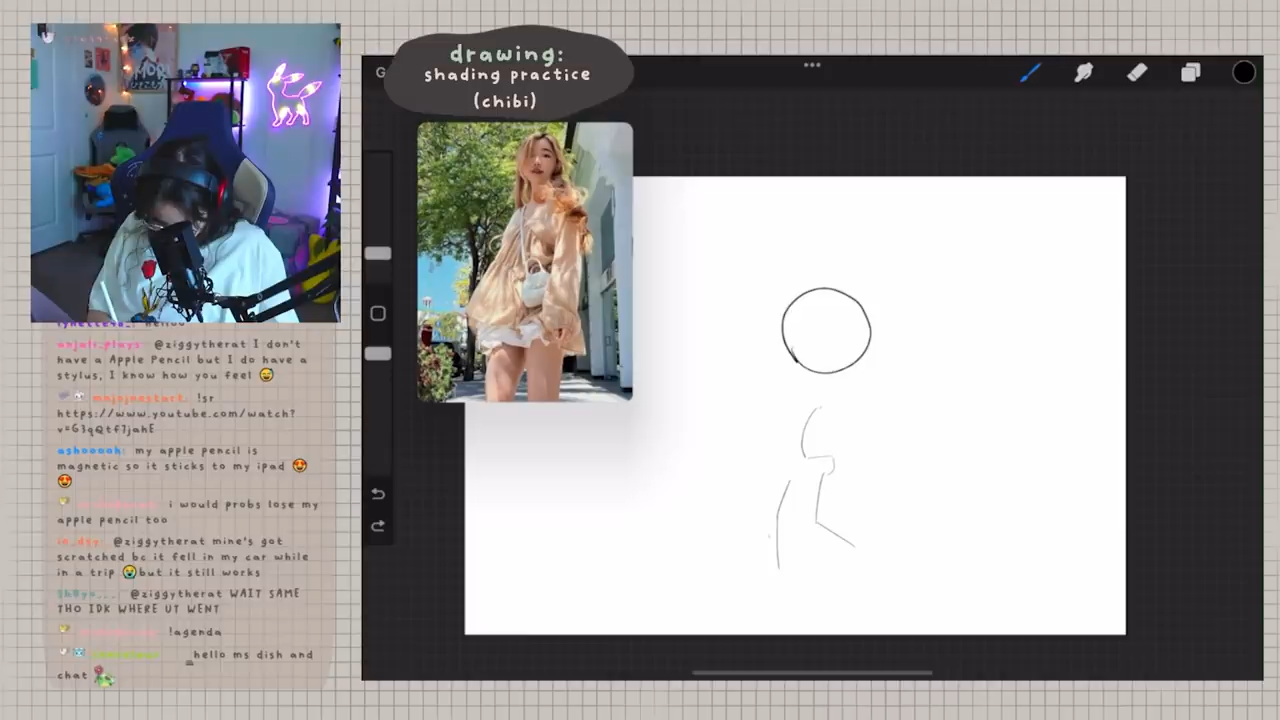 drawing:
shading practice
(chibi)
G
hello
@ziggytherat I don't
have a Apple Pencil but I do have a
stylus, I know how you feel 😅
!sr
https://www.youtube.com/watch?
my apple pencil is
magnetic so it sticks to my ipad 😍
😍
i would probs lose my
apple pencil too
@ziggytherat mine's got
scratched bc it fell in my car while
in a trip 😭but it still works
@ziggytherat WAIT SAME
THO IDK WHERE UT WENT
!agenda
hello ms dish and
chat